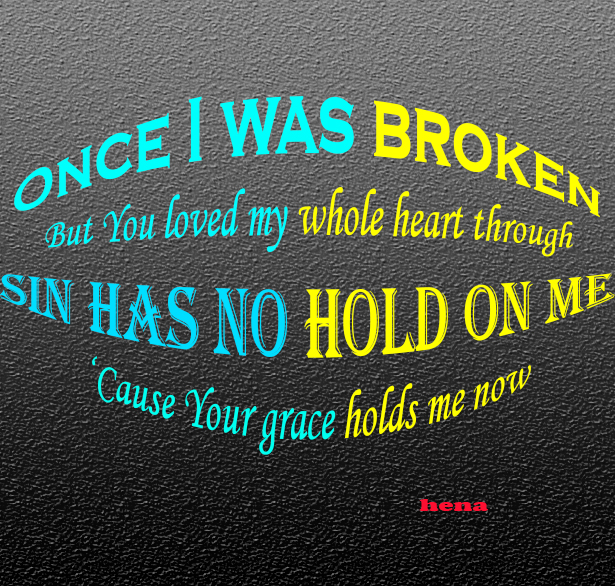 ONCE I WAS BROKEN
But You loved my whole heart through
SIN HAS NO HOLD ON ME
‘Cause Your grace holds me now
hena